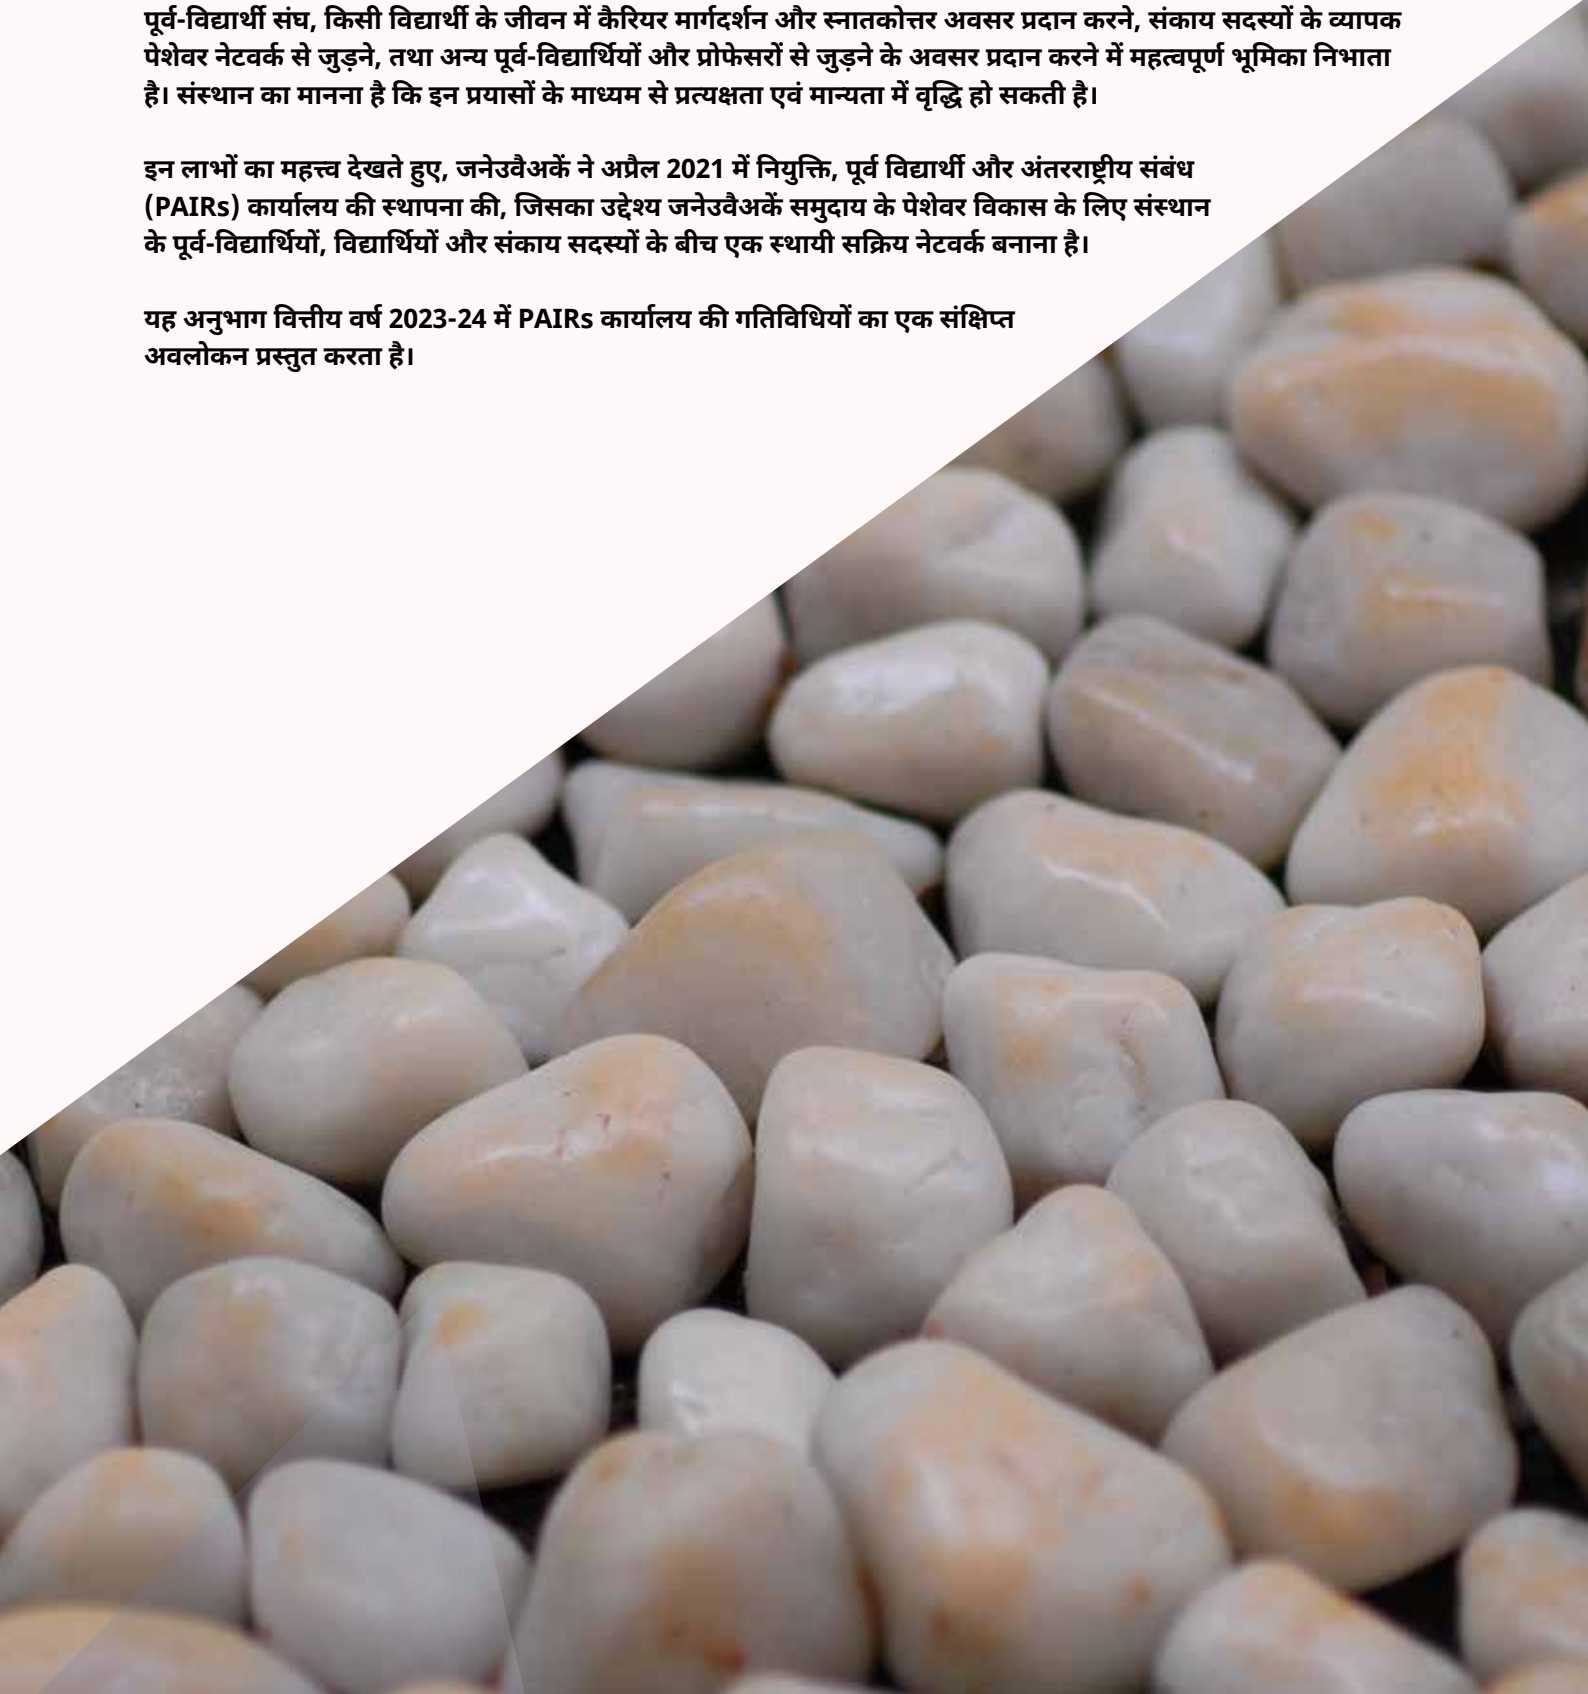 पूर्व-विद्यार्थी संघ, किसी विद्यार्थी के जीवन में कैरियर मार्गदर्शन और स्नातकोत्तर अवसर प्रदान करने, संकाय सदस्यों के व्यापक
पेशेवर नेटवर्क से जुड़ने, तथा अन्य पूर्व-विद्यार्थियों और प्रोफेसरों से जुड़ने के अवसर प्रदान करने में महत्वपूर्ण भूमिका निभाता
है। संस्थान का मानना है कि इन प्रयासों के माध्यम से प्रत्यक्षता एवं मान्यता में वृद्धि हो सकती है।
इन लाभों का महत्त्व देखते हुए, जनेउवैअकें ने अप्रैल 2021 में नियुक्ति, पूर्व विद्यार्थी और अंतरराष्ट्रीय संबंध
(PAIRs) कार्यालय की स्थापना की, जिसका उद्देश्य जनेउवैअकें समुदाय के पेशेवर विकास के लिए संस्थान
के पूर्व-विद्यार्थियों, विद्यार्थियों और संकाय सदस्यों के बीच एक स्थायी सक्रिय नेटवर्क बनाना है।
यह अनुभाग वित्तीय वर्ष 2023-24 में PAIRs कार्यालय की गतिविधियों का एक संक्षिप्त
अवलोकन प्रस्तुत करता है।